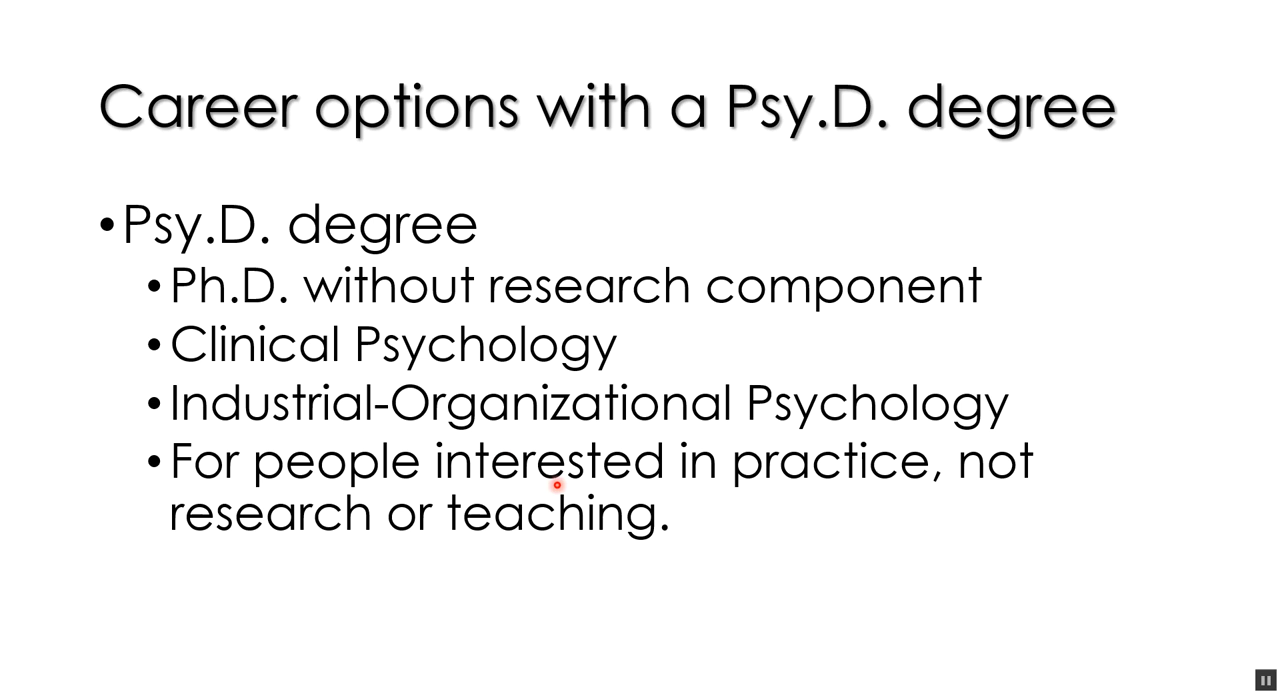 Career options with a Psy.D. degree
•Psy.D. degree
•Ph.D. without research component
•Clinical Psychology
•Industrial-Organizational Psychology
•For people interested in practice, not
research or teaching.